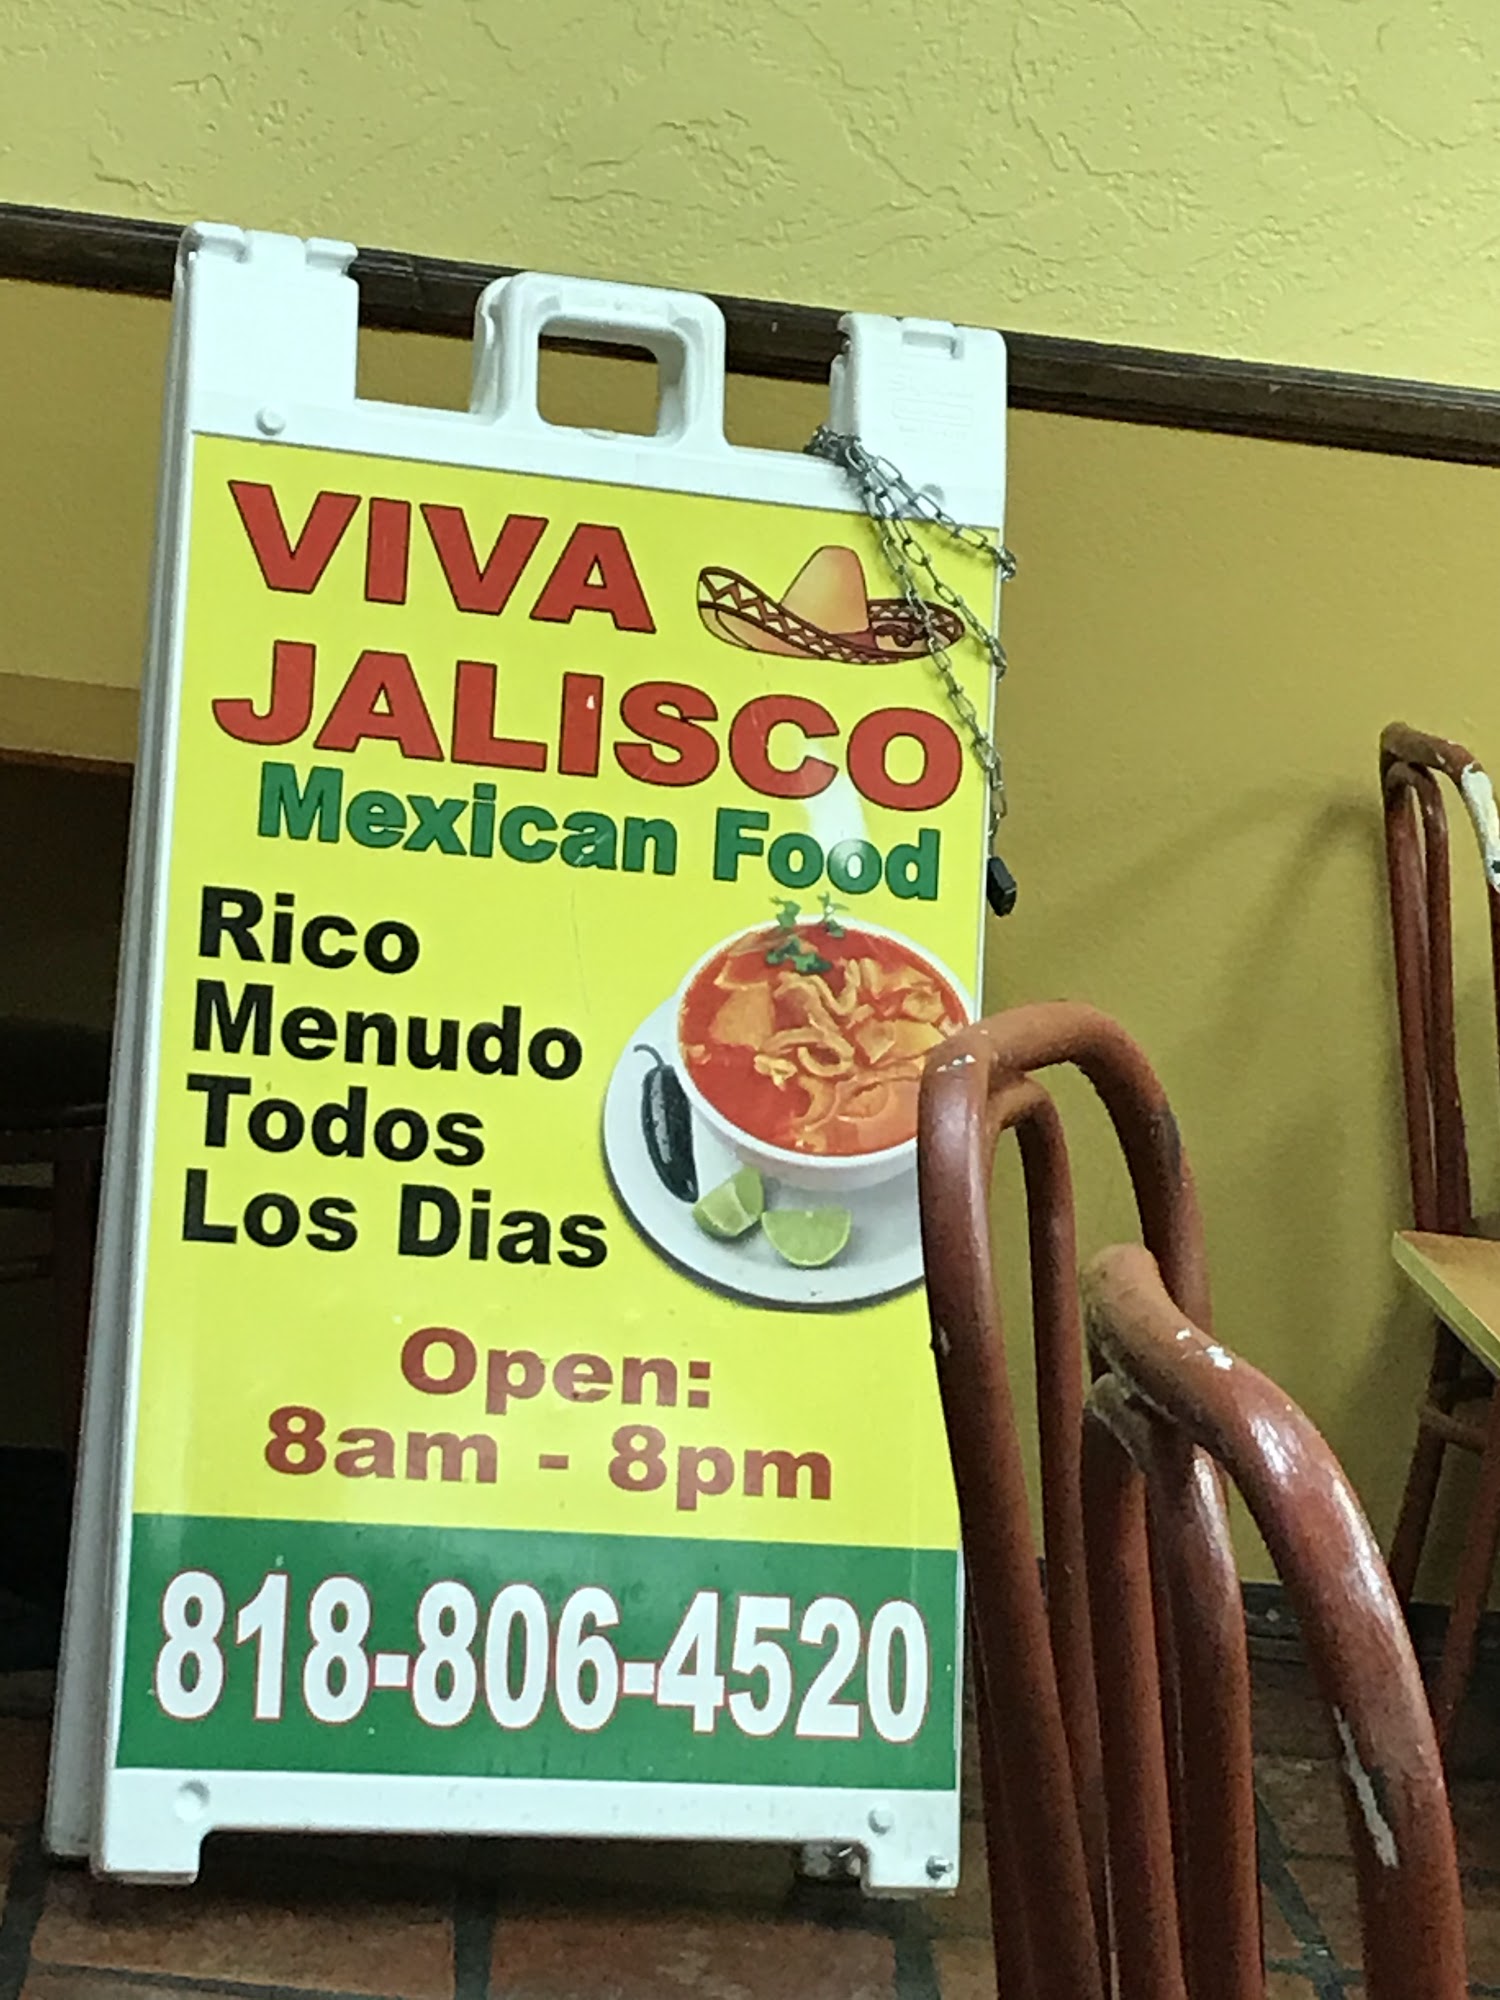 VIVA
JALISCO
Mexican Food
Rico
Menudo
Todos
Los Dias
Open:
8am - 8pm
818-806-4520